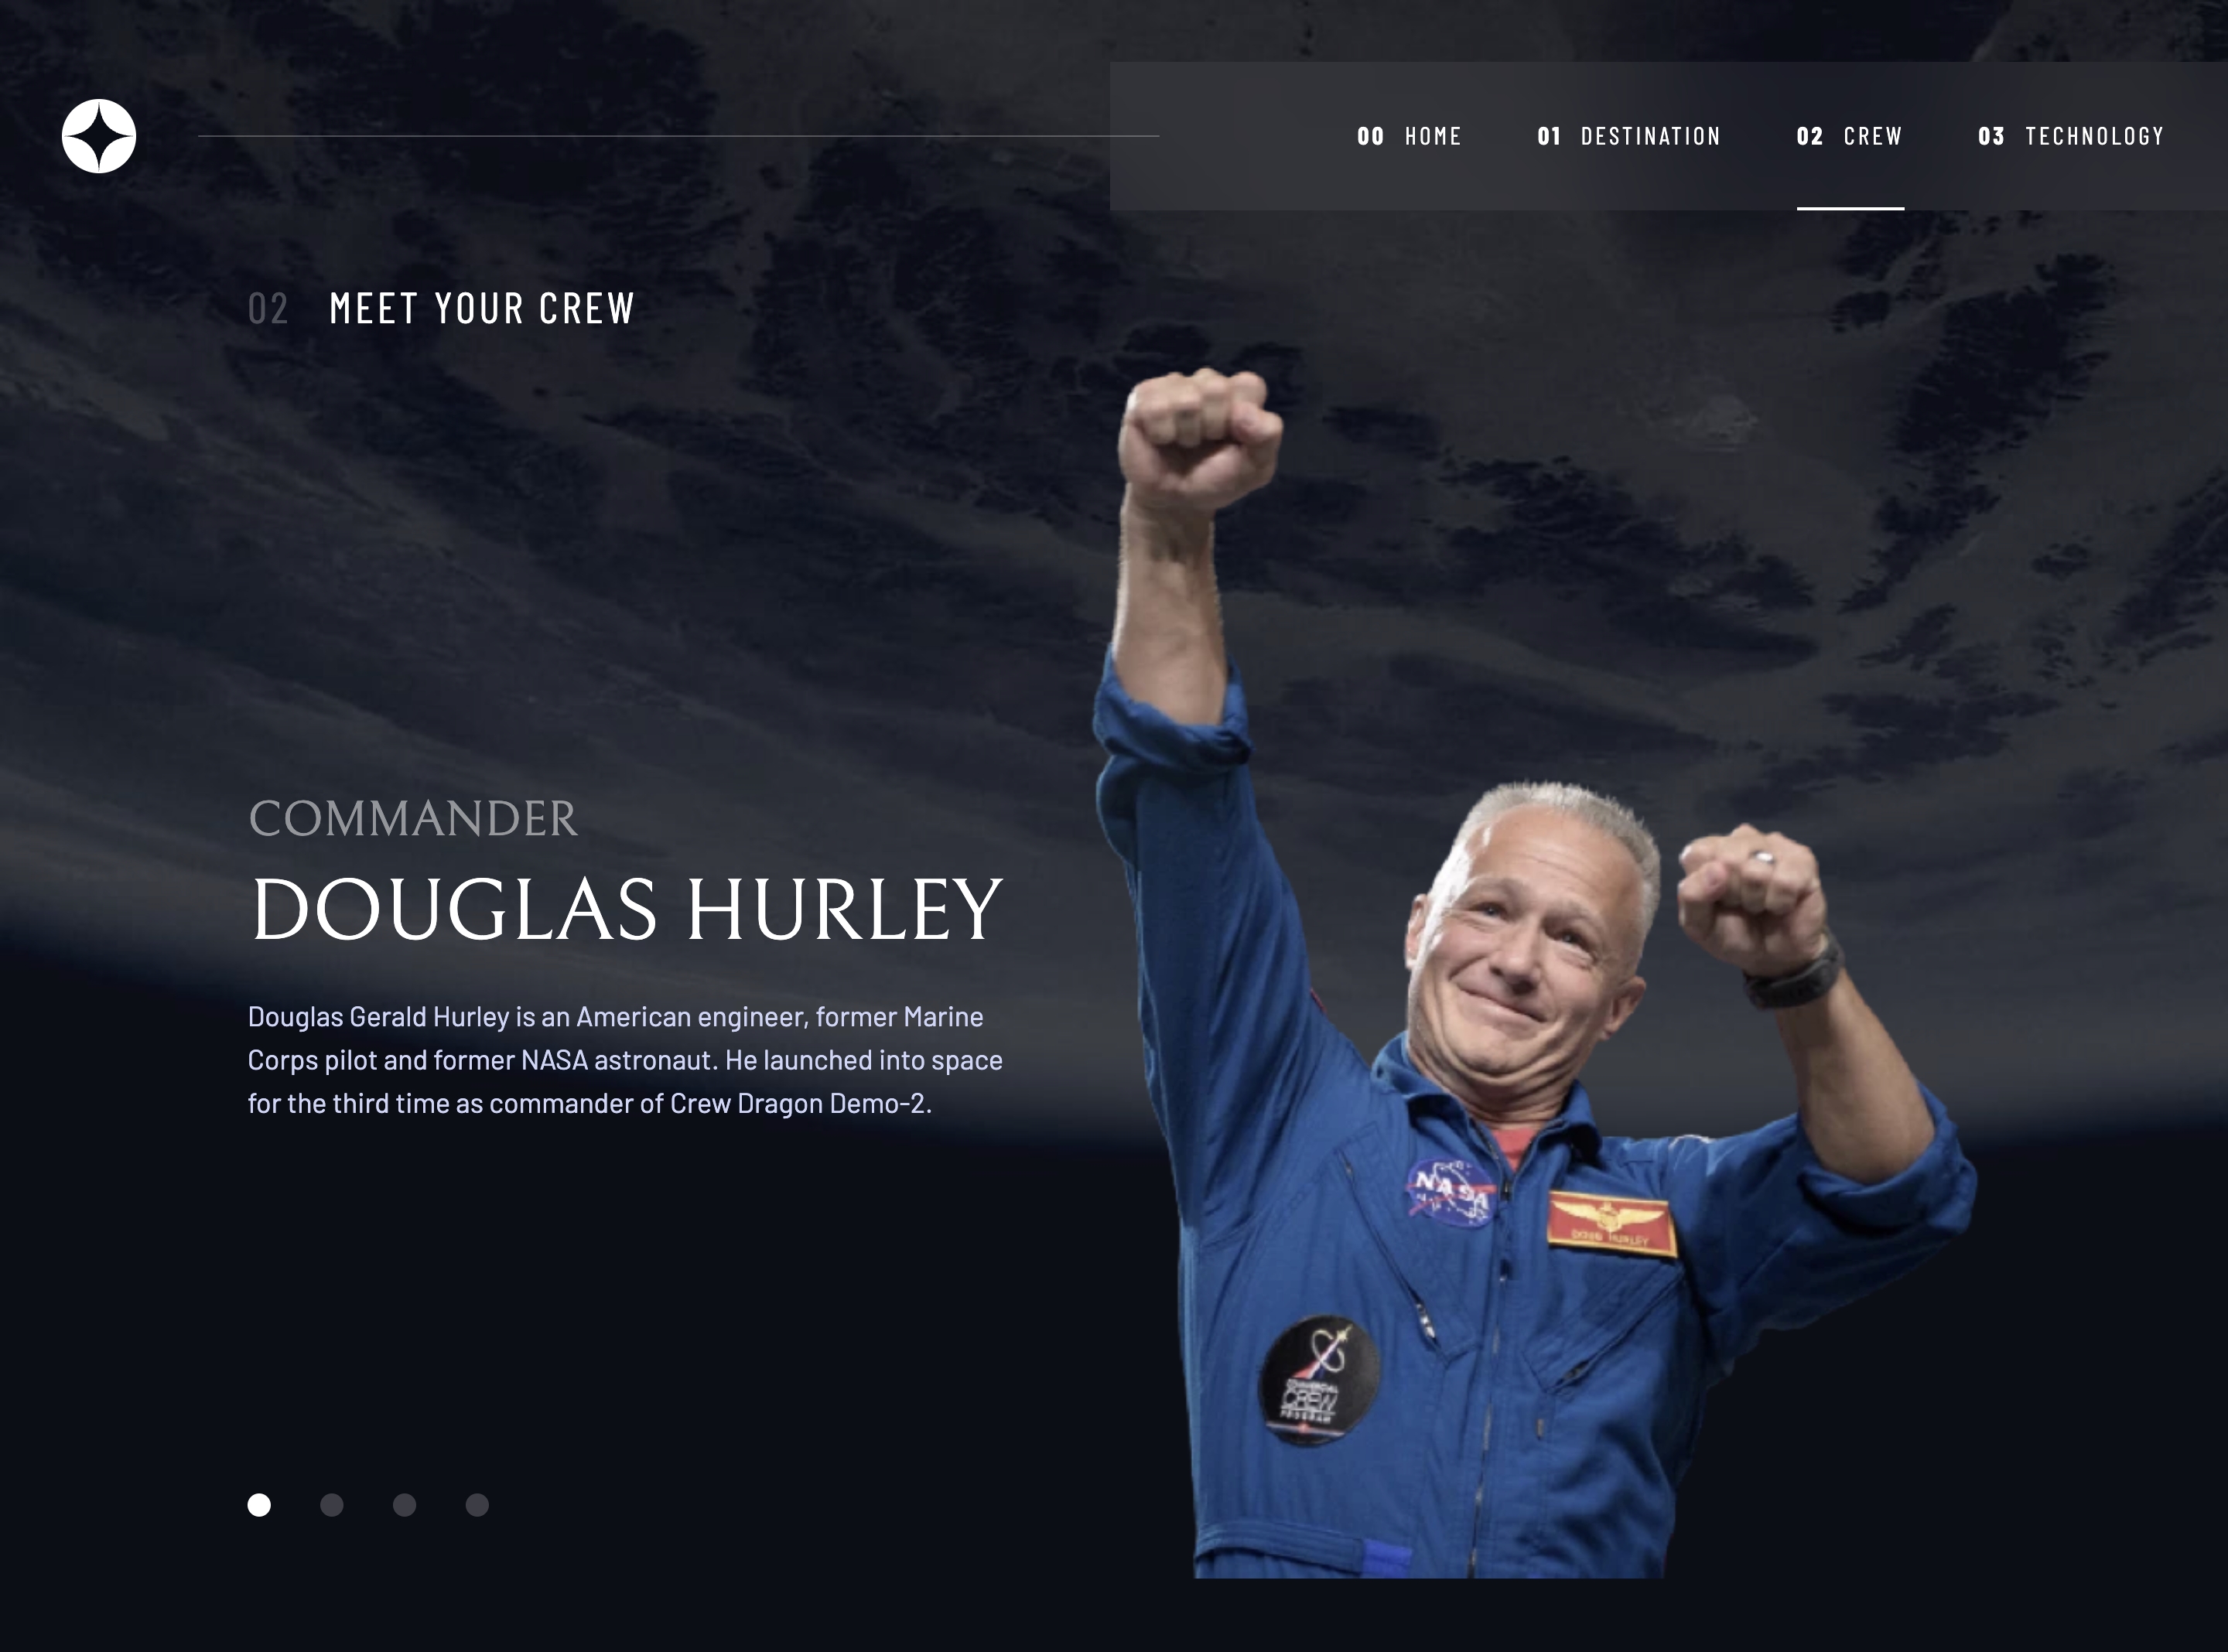 00 HOME 01 DESTINATION 02 CREW 03 TECHNOLOGY
02 MEET YOUR CREW
COMMANDER
DOUGLAS HURLEY
Douglas Gerald Hurley is an American engineer, former Marine
Corps pilot and former NASA astronaut. He launched into space
for the third time as commander of Crew Dragon Demo-2.
NASA
DOUG HURLEY
COMMERCIAL
CREW
PROGRAM